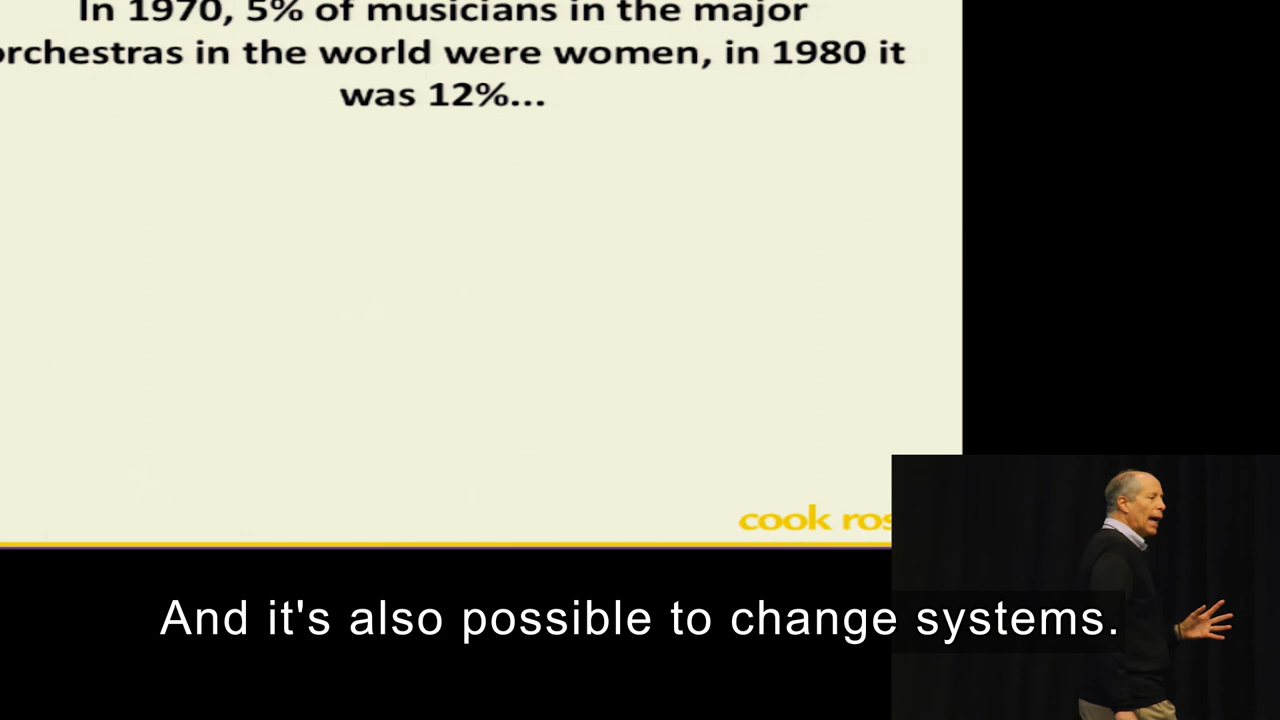 In 1970, 5% of musicians in the major
orchestras in the world were women, in 1980 it
was 12%...
cook ros
And it's also possible to change systems.